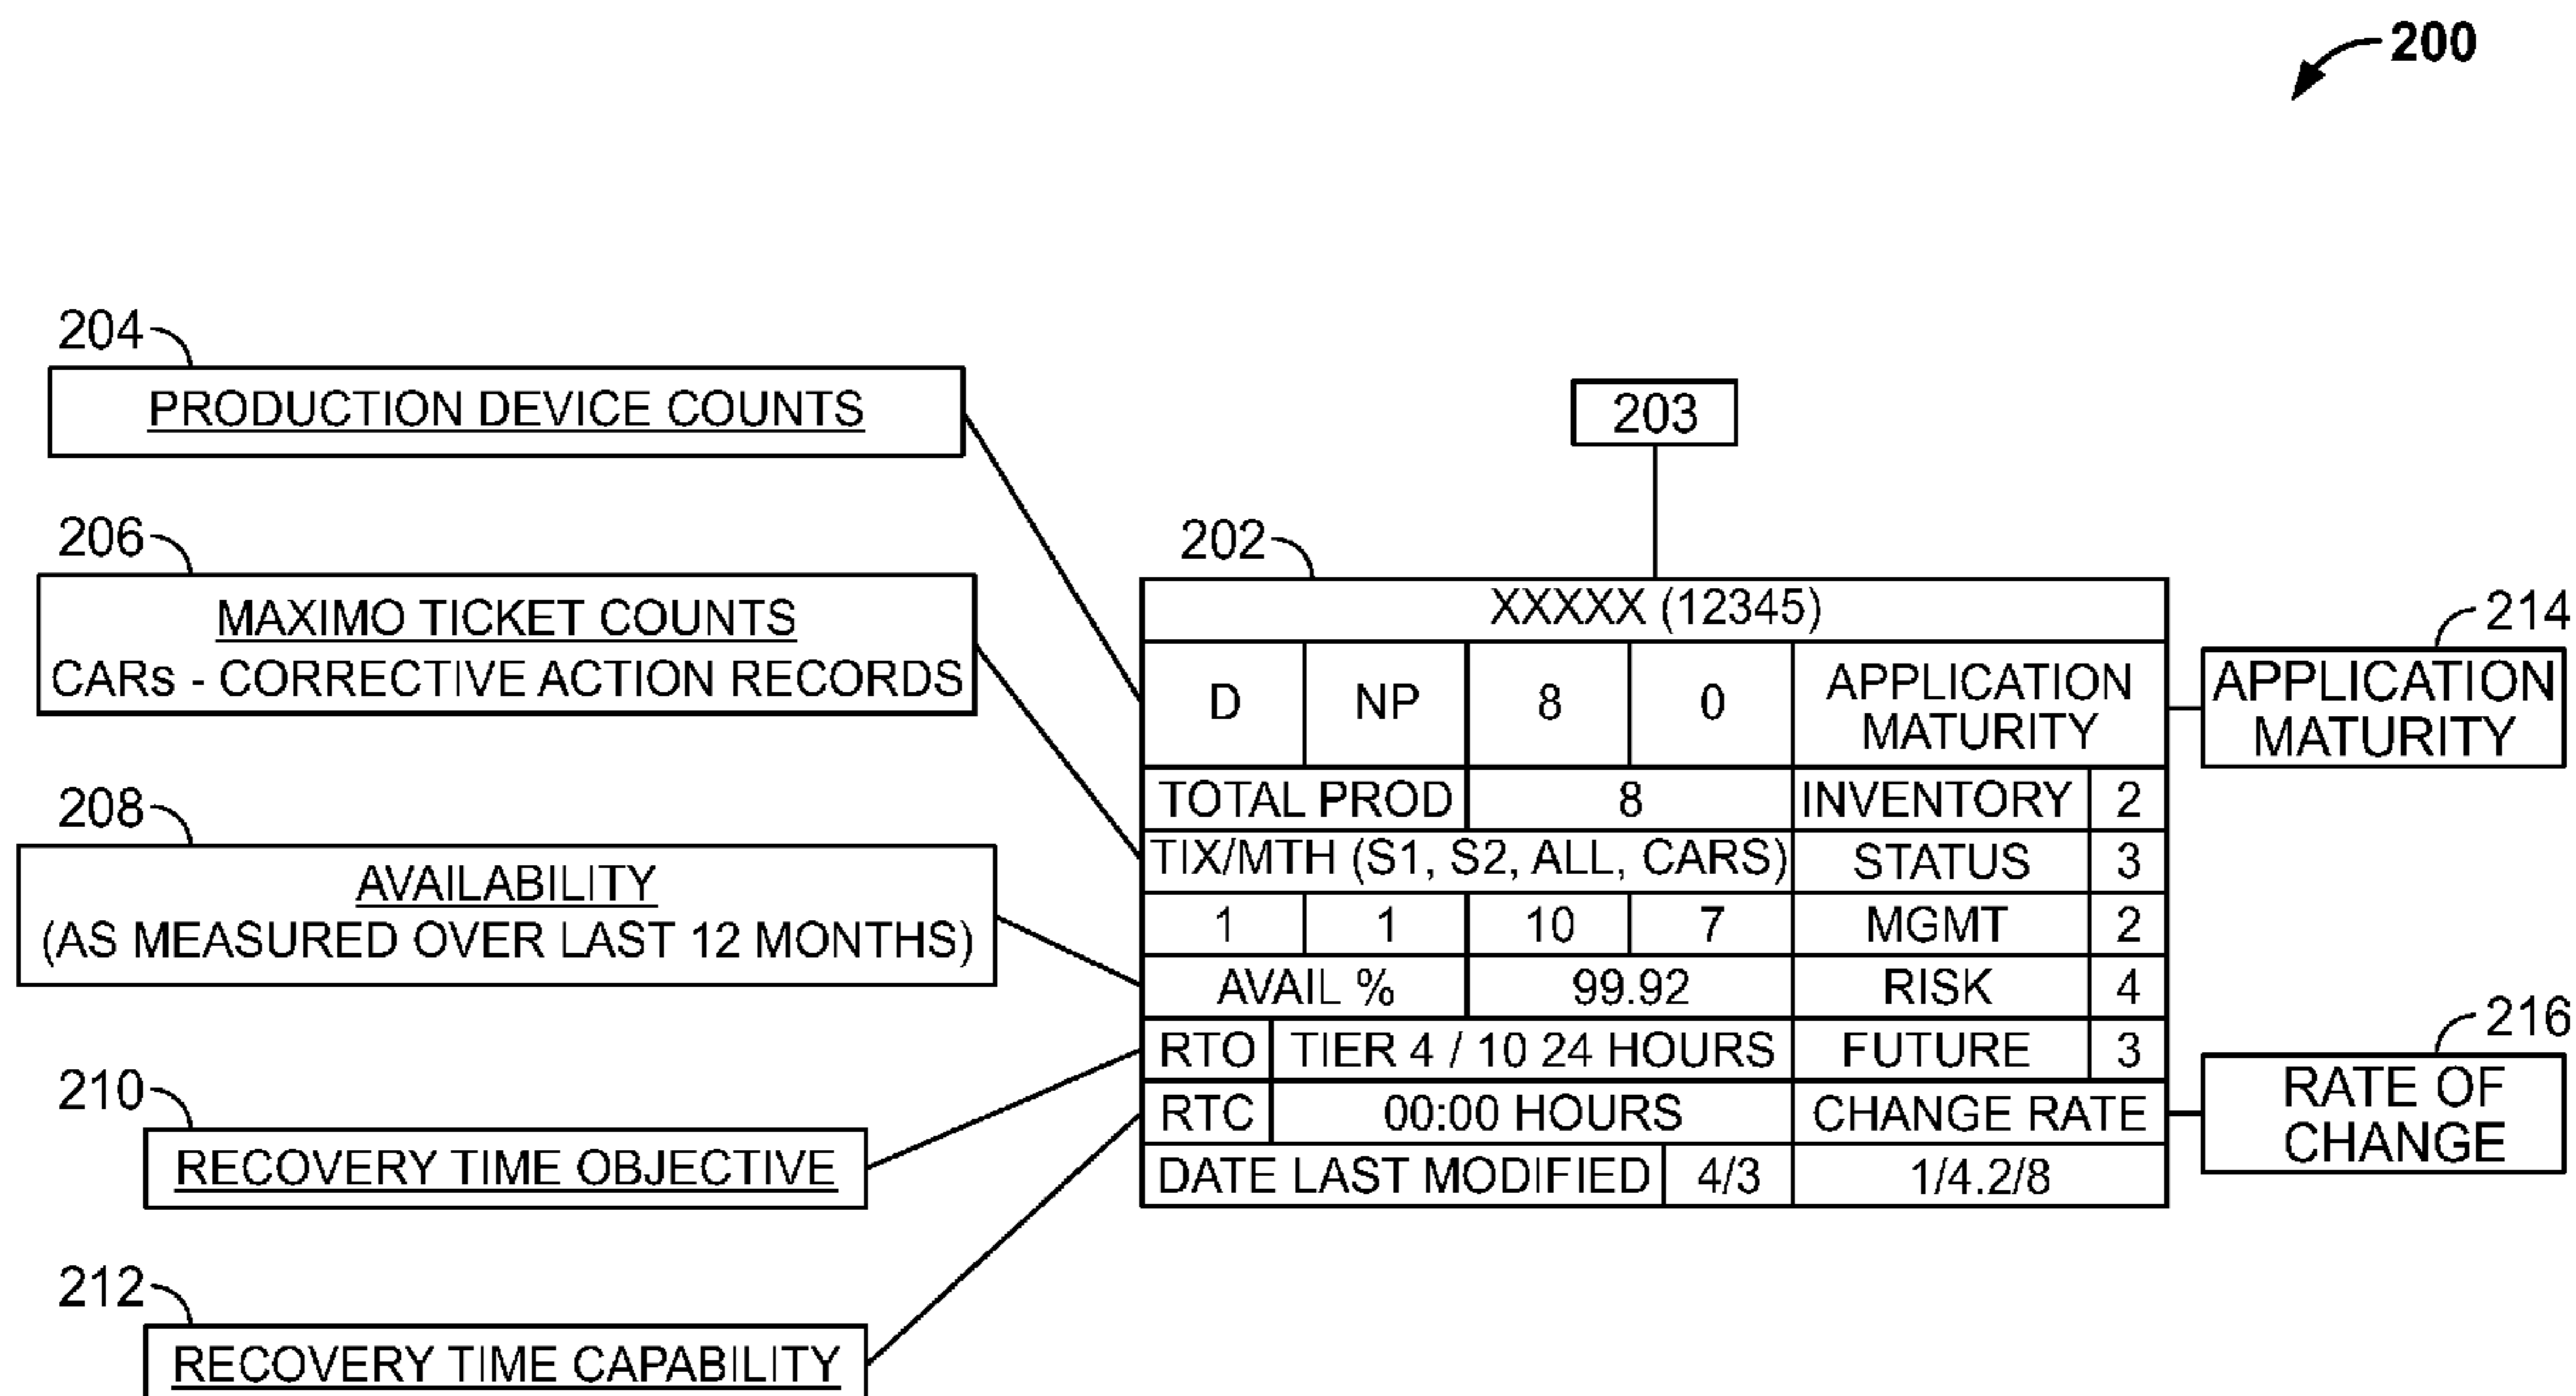 200
204
PRODUCTION DEVICE COUNTS
206
MAXIMO TICKET COUNTS
CARs - CORRECTIVE ACTION RECORDS
208
AVAILABILITY
(AS MEASURED OVER LAST 12 MONTHS)
210
RECOVERY TIME OBJECTIVE
212
RECOVERY TIME CAPABILITY
203
202
XXXXX (12345)
D NP 8 0 APPLICATION
MATURITY
TOTAL PROD 8 INVENTORY 2
TIX/MTH (S1, S2, ALL, CARS) STATUS 3
1 1 10 7 MGMT 2
AVAIL % 99.92 RISK 4
RTO TIER 4 / 10 24 HOURS FUTURE 3
RTC 00:00 HOURS CHANGE RATE
DATE LAST MODIFIED 4/3 1/4.2/8
214
APPLICATION
MATURITY
216
RATE OF
CHANGE